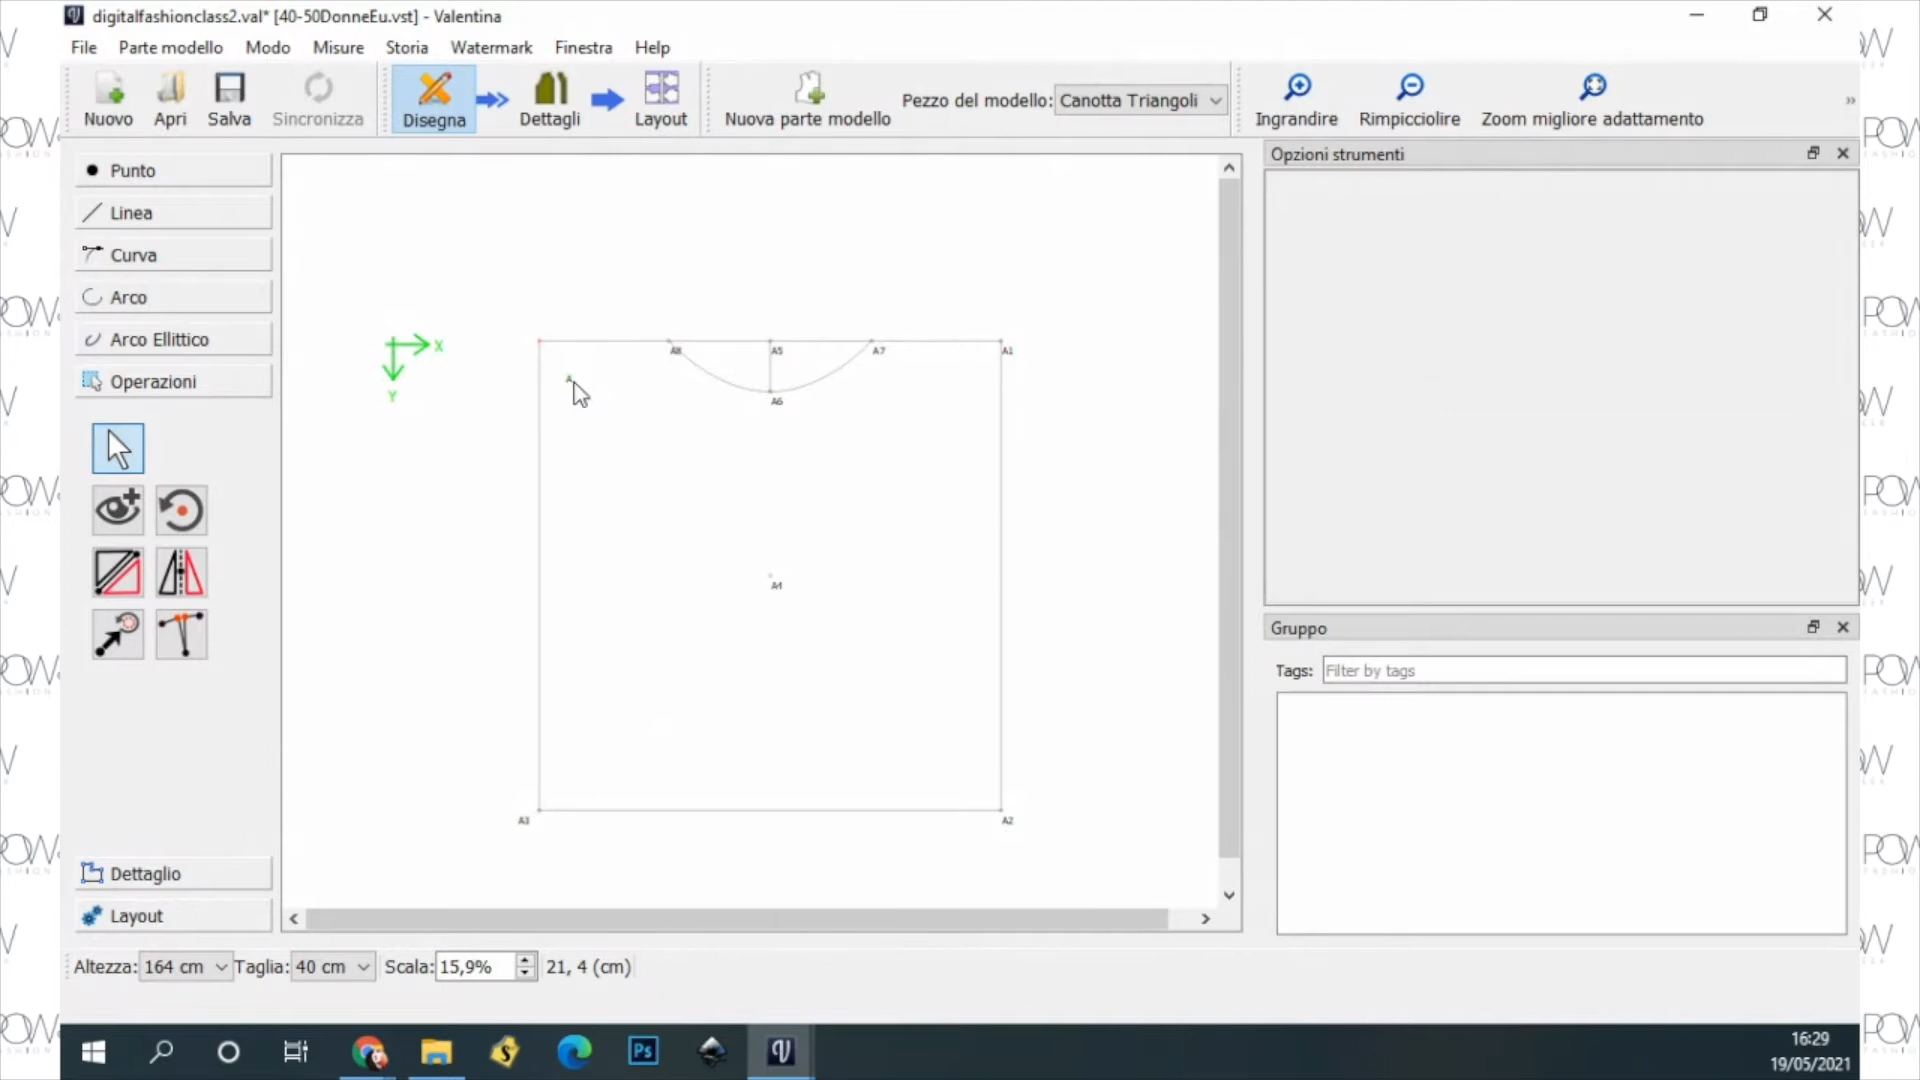 digitalfashionclass2.val* [40-50DonneEu.vst] - Valentina
File Parte modello Modo Misure Storia Watermark Finestra Help
Nuovo Apri Salva Sincronizza Disegna Dettagli Layout Nuova parte modello Pezzo del modello: Canotta Triangoli Ingrandire Rimpicciolire Zoom migliore adattamento »
Punto
Linea
Curva
Arco
Arco Ellittico
Operazioni
Dettaglio
Layout
X
Y
A
A8 A5 A7 A1
A6
A4
A3 A2
Opzioni strumenti
Gruppo
Tags: Filter by tags
Altezza: 164 cm Taglia: 40 cm Scala: 15,9% 21, 4 (cm)
Ps
16:29
19/05/2021